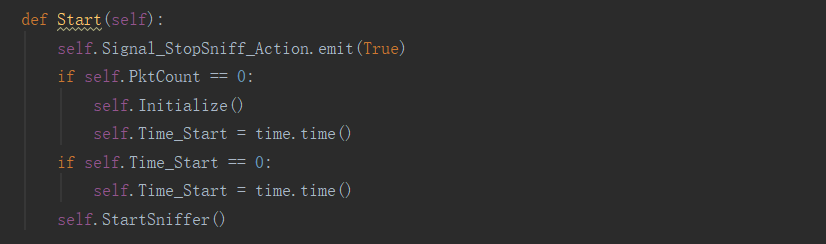 def Start(self):
    self.Signal_StopSniff_Action.emit(True)
    if self.PktCount == 0:
        self.Initialize()
        self.Time_Start = time.time()
    if self.Time_Start == 0:
        self.Time_Start = time.time()
    self.StartSniffer()